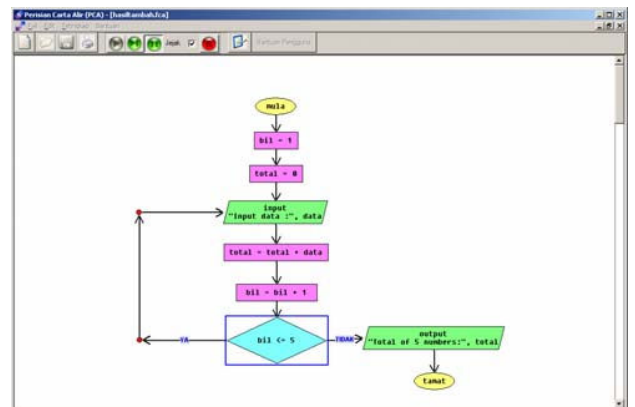 Perisian Carta Alir (PCA) - [hasiltambah.fca]
Jejak
mula
bil = 1
total = 0
input
"input data :", data
total = total + data
bil = bil + 1
bil <= 5
YA
TIDAK
output
"Total of 5 numbers:", total
tamat